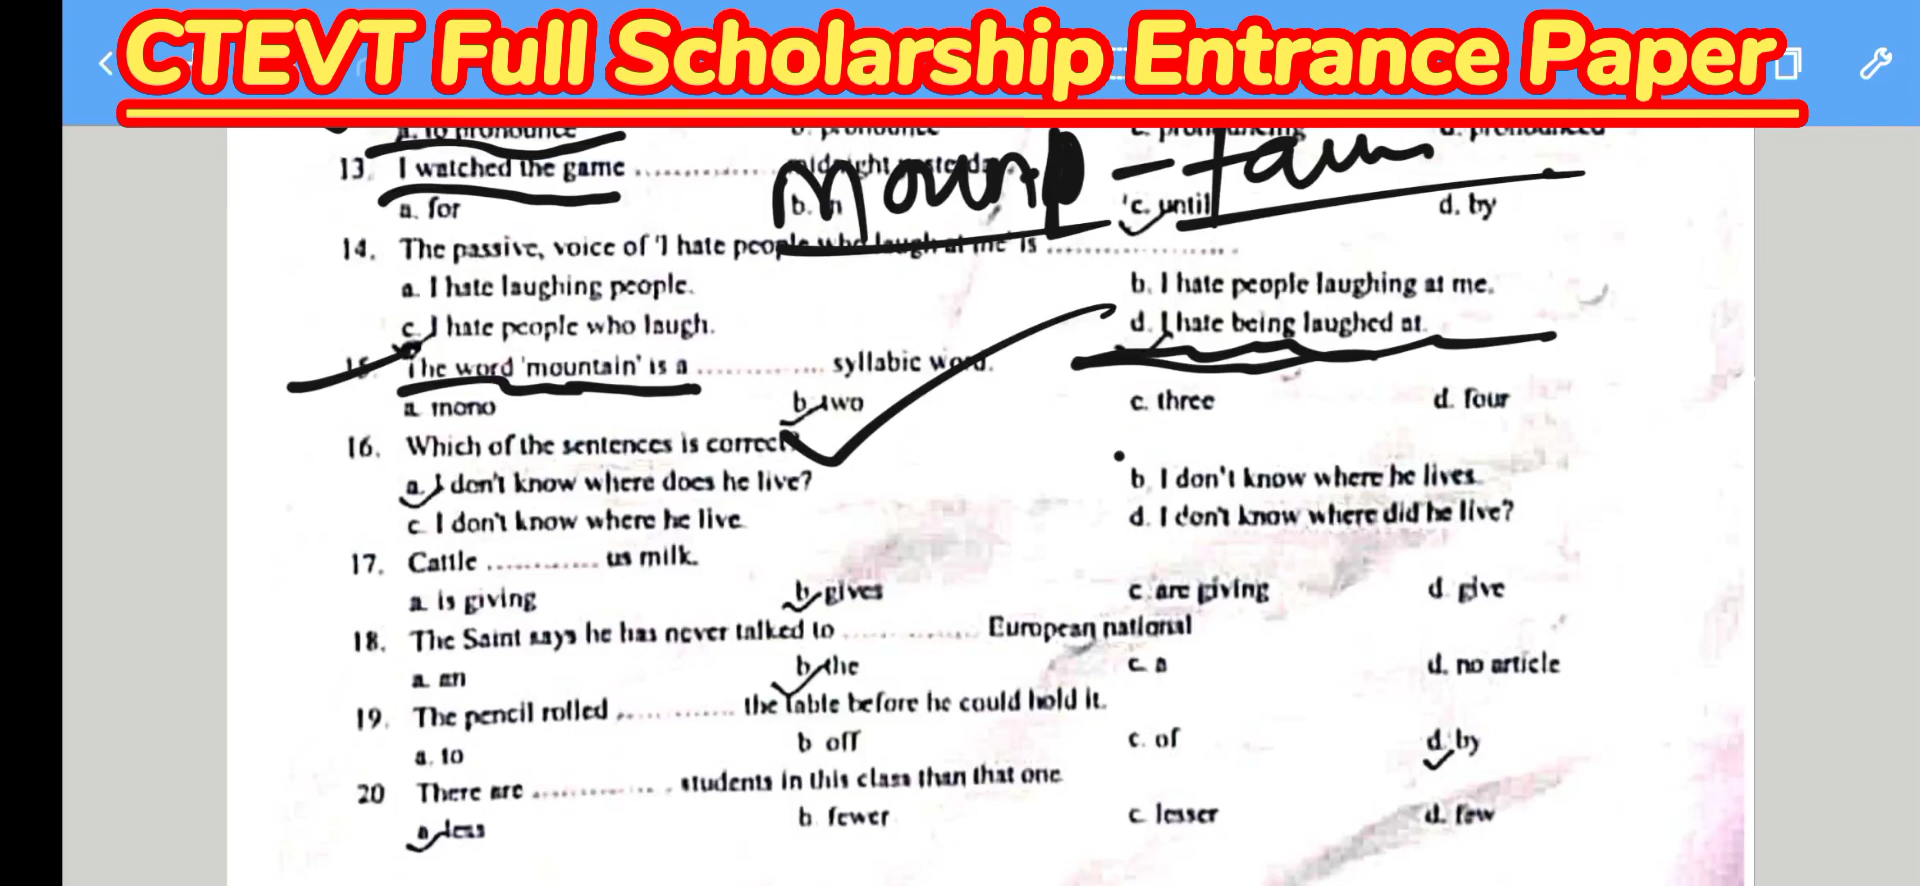 CTEVT Full Scholarship Entrance Paper
a. to pronounce b. pronounce c. pronouncing d. pronounced
13. I watched the game ............ midnight yesterday.
moun - tain
a. for b. in c. until d. by
14. The passive, voice of 'I hate people who laugh at me' is ............
a. I hate laughing people. b. I hate people laughing at me.
c. I hate people who laugh. d. I hate being laughed at.
15. The word 'mountain' is a ............ syllabic word.
a. mono b. two c. three d. four
16. Which of the sentences is correct?
a. I don't know where does he live? b. I don't know where he lives.
c. I don't know where he live. d. I don't know where did he live?
17. Cattle ............ us milk.
a. is giving b. gives c. are giving d. give
18. The Saint says he has never talked to ............ European national
a. an b. the c. a d. no article
19. The pencil rolled ............ the table before he could hold it.
a. to b. off c. of d. by
20 There are ............ students in this class than that one
a. less b. fewer c. lesser d. few